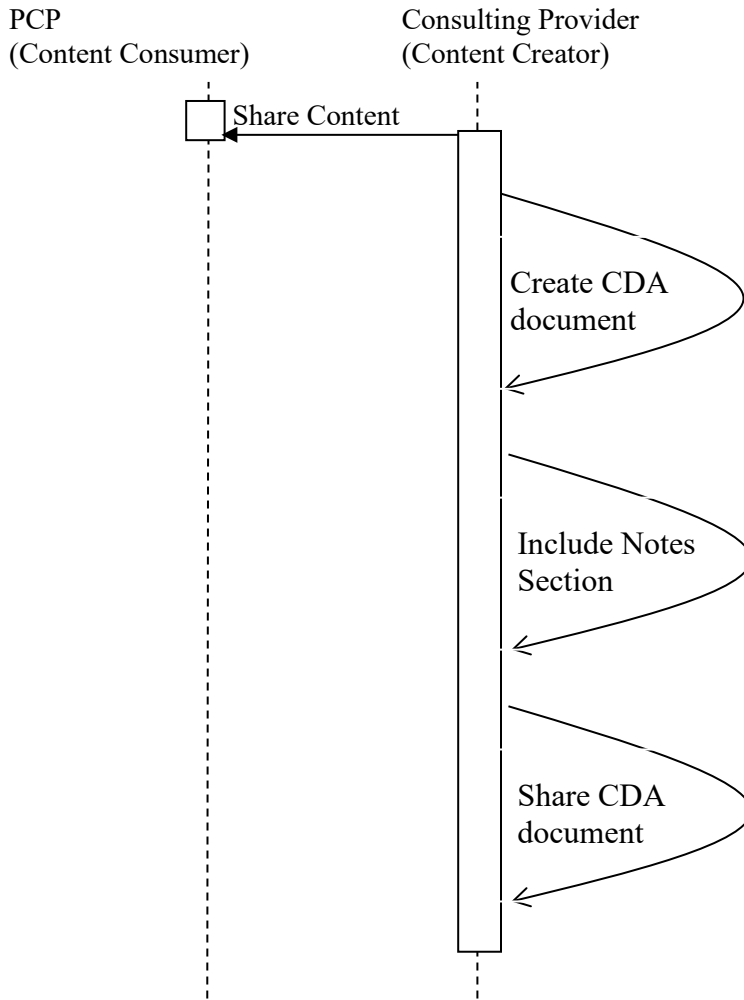 PCP
(Content Consumer)
Consulting Provider
(Content Creator)
Share Content
Create CDA
document
Include Notes
Section
Share CDA
document